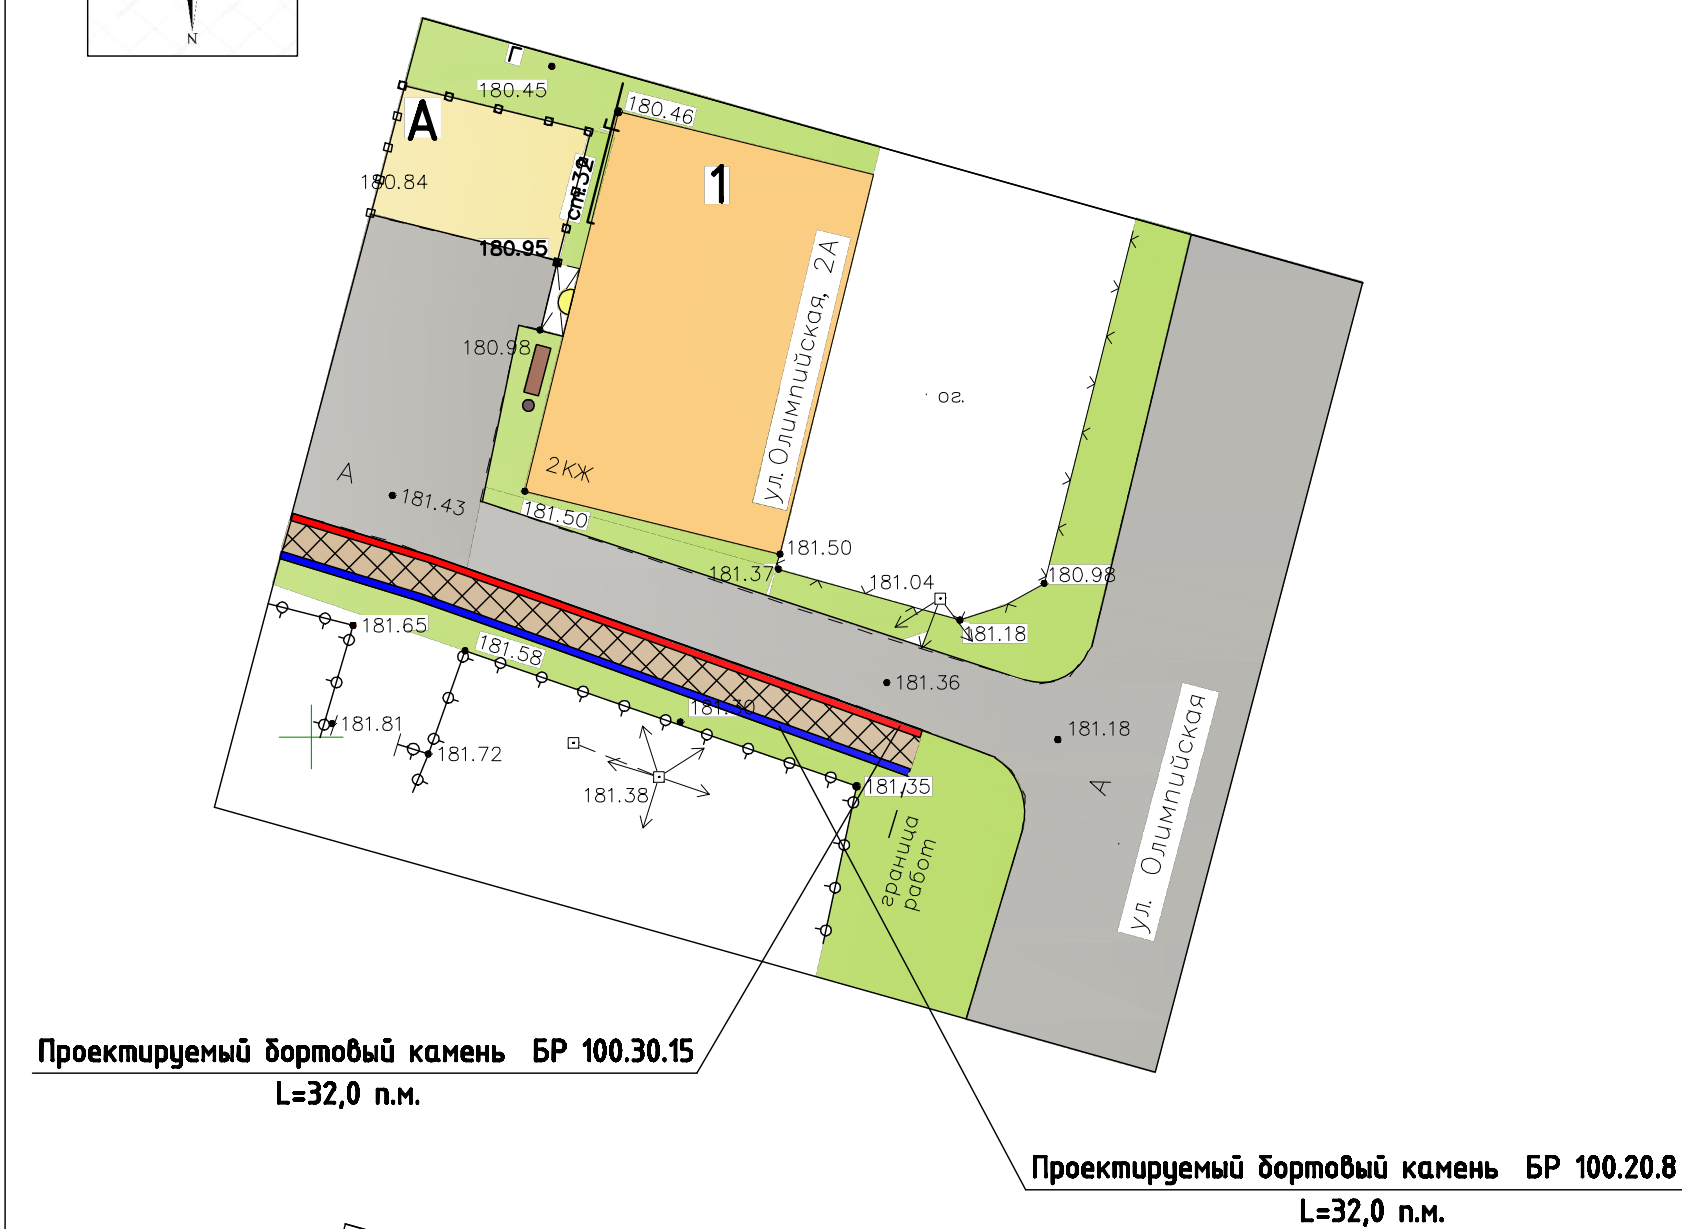 N
Г
180.45
180.46
А
1
ст.32
180.84
180.95
ул.Олимпийская, 2А
180.98
ог.
2КЖ
А
181.43
181.50
181.50
181.37
181.04
180.98
181.18
181.65
181.58
181.36
181.30
181.18
181.81
181.72
181.38
181.35
А
ул. Олимпийская
граница
работ
Проектируемый бортовый камень БР 100.30.15
L=32,0 п.м.
Проектируемый бортовый камень БР 100.20.8
L=32,0 п.м.